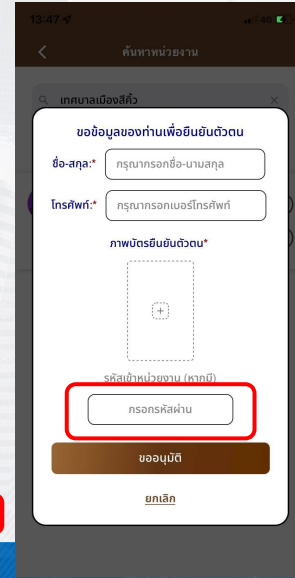 13:47
4G
ค้นหาหน่วยงาน
เทศบาลเมืองสีคิ้ว
ขอข้อมูลของท่านเพื่อยืนยันตัวตน
ชื่อ-สกุล:* กรุณากรอกชื่อ-นามสกุล
โทรศัพท์:* กรุณากรอกเบอร์โทรศัพท์
ภาพบัตรยืนยันตัวตน*
รหัสเข้าหน่วยงาน (หากมี)
กรอกรหัสผ่าน
ขออนุมัติ
ยกเลิก